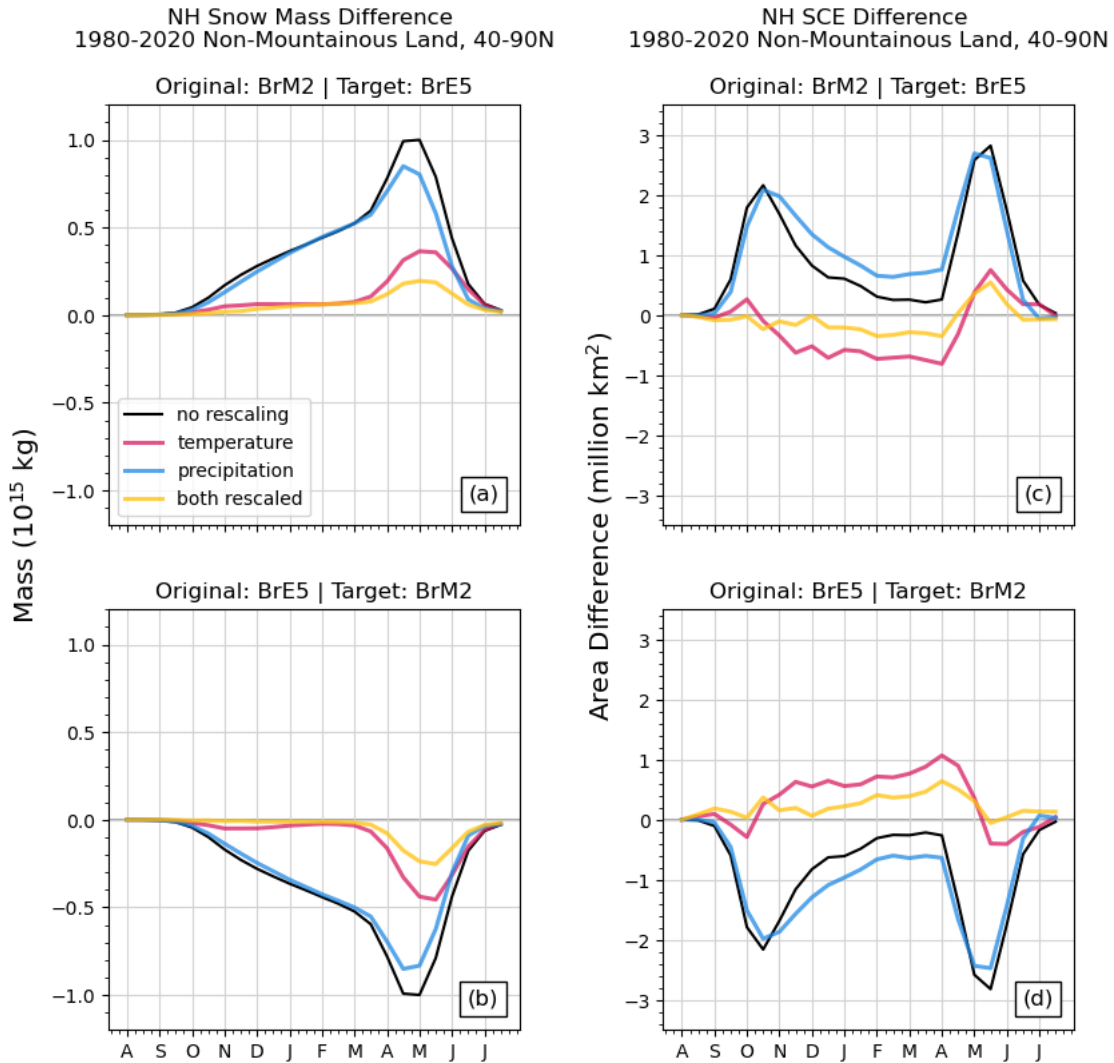 NH Snow Mass Difference
1980-2020 Non-Mountainous Land, 40-90N
NH SCE Difference
1980-2020 Non-Mountainous Land, 40-90N
Original: BrM2 | Target: BrE5
1.0
0.5
0.0
−0.5
−1.0
no rescaling
temperature
precipitation
both rescaled
(a)
Original: BrM2 | Target: BrE5
3
2
1
0
−1
−2
−3
(c)
Mass (10¹⁵ kg)
Area Difference (million km²)
Original: BrE5 | Target: BrM2
1.0
0.5
0.0
−0.5
−1.0
(b)
A S O N D J F M A M J J
Original: BrE5 | Target: BrM2
3
2
1
0
−1
−2
−3
(d)
A S O N D J F M A M J J